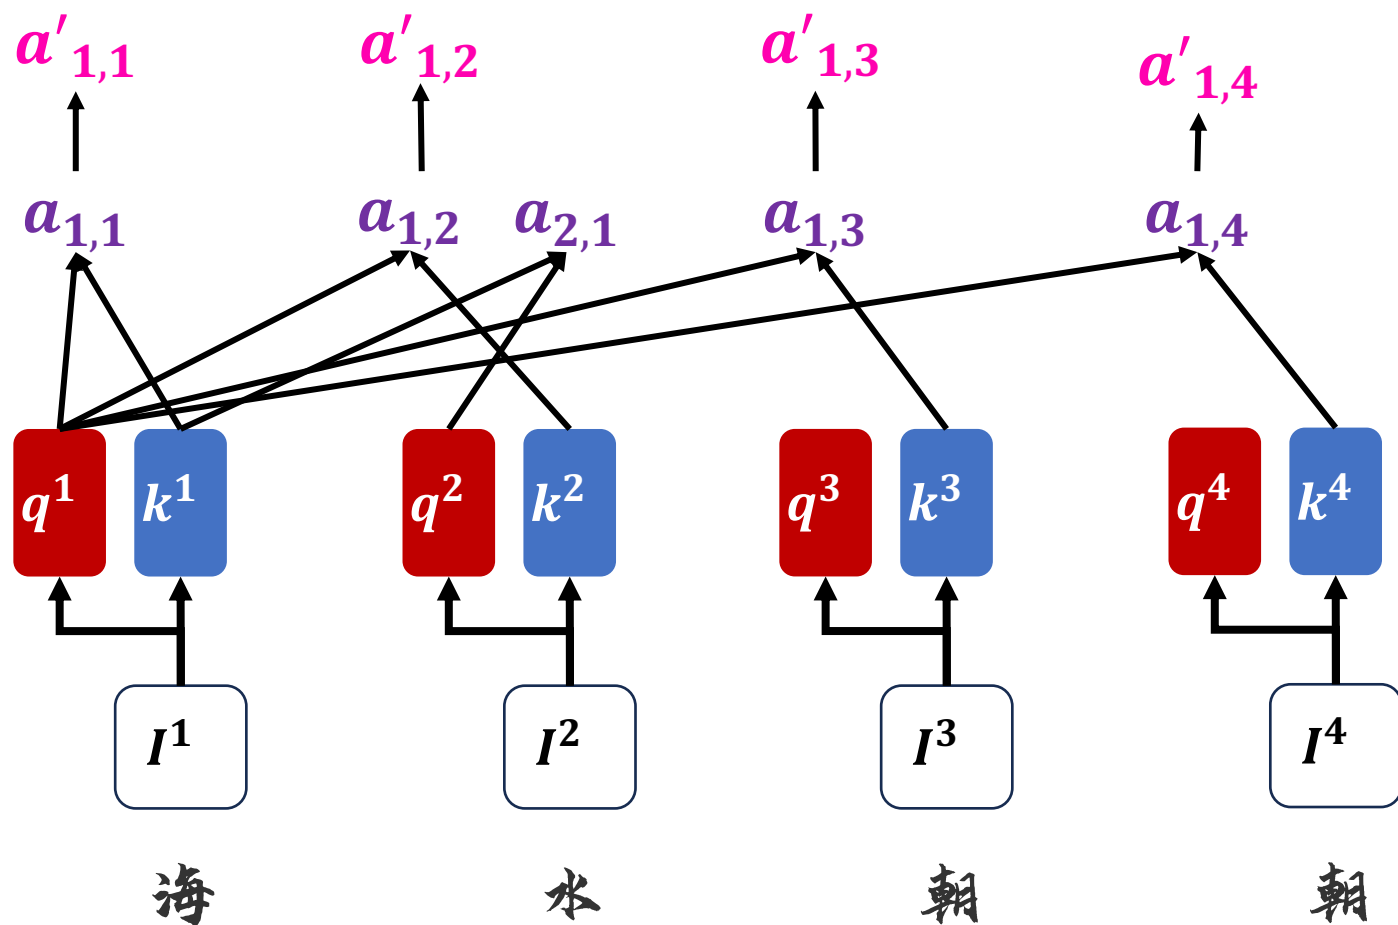 a′1,1 a′1,2 a′1,3 a′1,4
a1,1 a1,2 a2,1 a1,3 a1,4
q1 k1 q2 k2 q3 k3 q4 k4
I1 I2 I3 I4
海 水 朝 朝